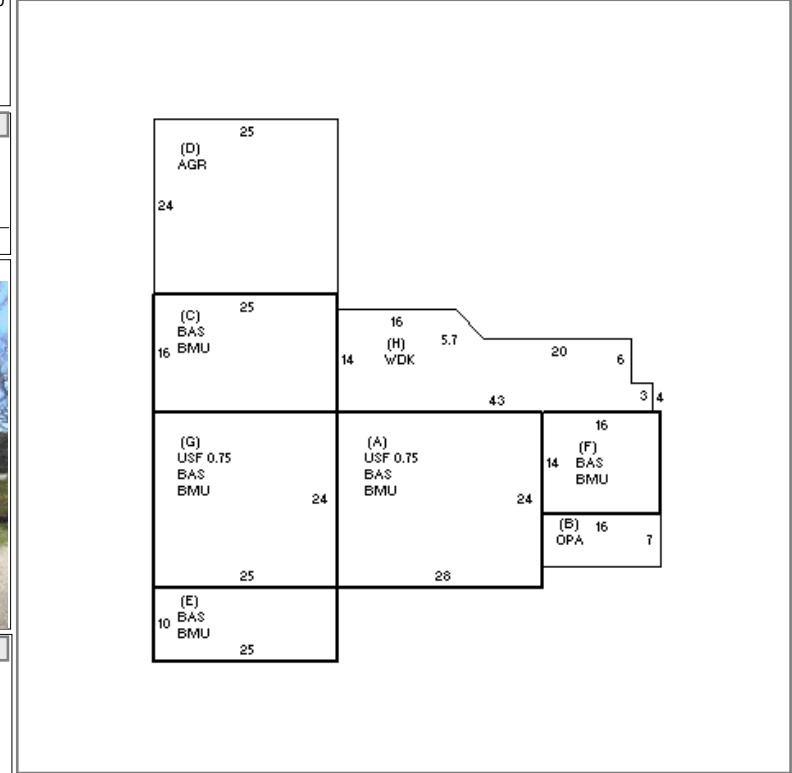 25
(D)
AGR
24
25
(C)
BAS
16 BMU
16
(H)
WDK
5.7
14
20
6
3 4
43
(G)
USF 0.75
BAS
BMU
24
25
(A)
USF 0.75
BAS
BMU
24
28
16
(F)
14 BAS
BMU
(B) 16
OPA
7
(E)
10 BAS
BMU
25